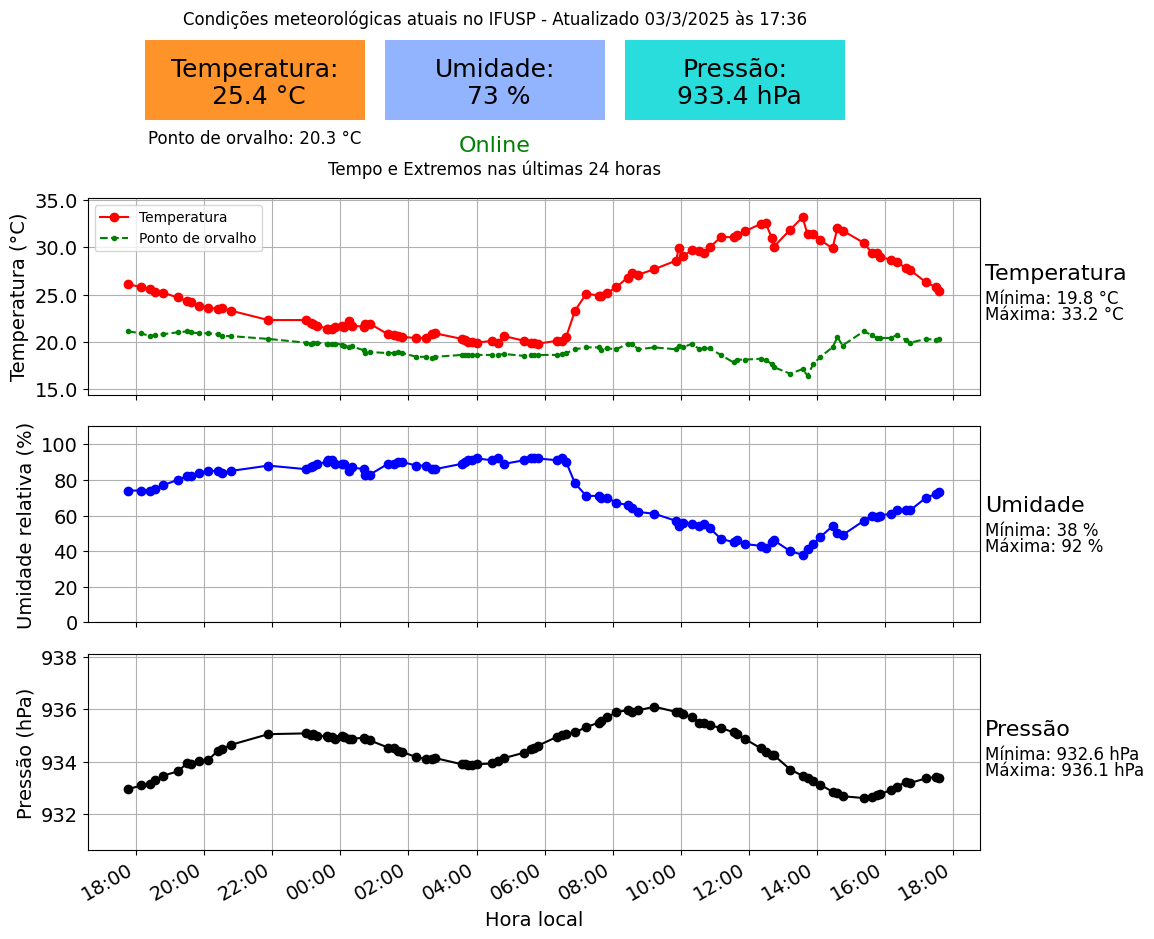 Condições meteorológicas atuais no IFUSP - Atualizado 03/3/2025 às 17:36
Temperatura:
25.4 °C
Umidade:
73 %
Pressão:
933.4 hPa
Ponto de orvalho: 20.3 °C
Online
Tempo e Extremos nas últimas 24 horas
Temperatura (°C)
35.0
30.0
25.0
20.0
15.0
Temperatura
Ponto de orvalho
Temperatura
Mínima: 19.8 °C
Máxima: 33.2 °C
Umidade relativa (%)
100
80
60
40
20
0
Umidade
Mínima: 38 %
Máxima: 92 %
Pressão (hPa)
938
936
934
932
Pressão
Mínima: 932.6 hPa
Máxima: 936.1 hPa
18:00 20:00 22:00 00:00 02:00 04:00 06:00 08:00 10:00 12:00 14:00 16:00 18:00
Hora local